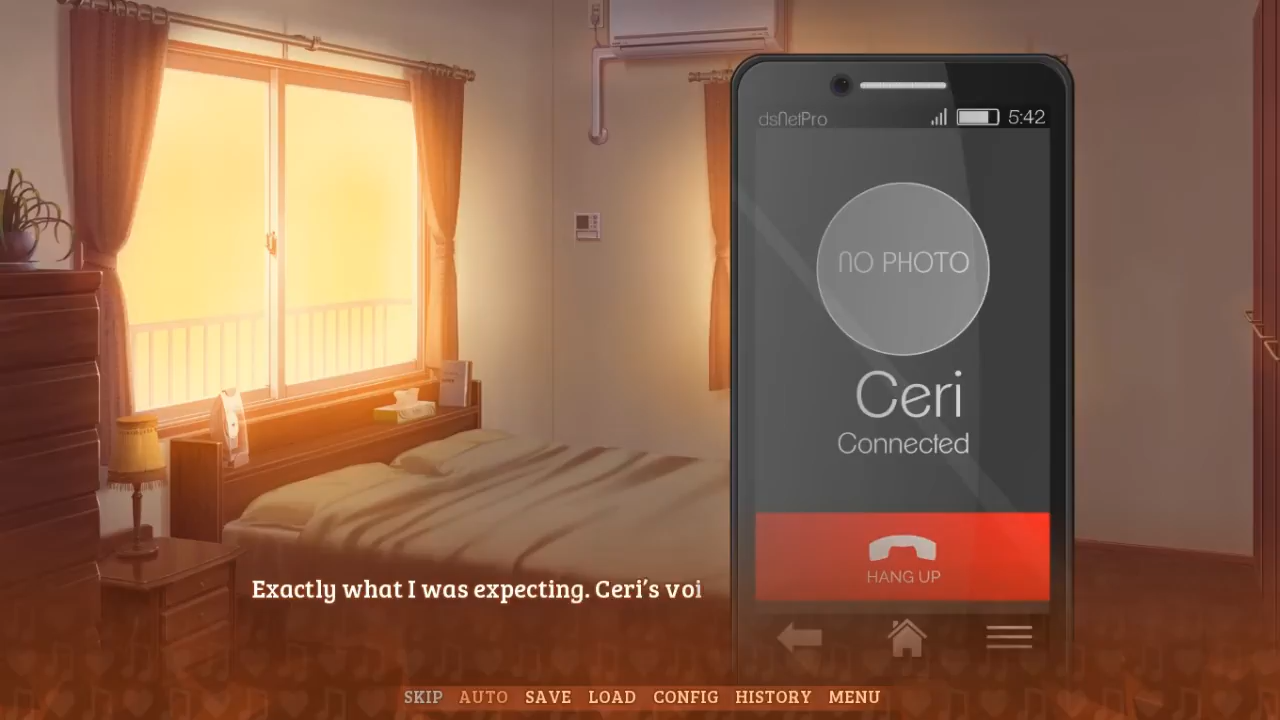 dsNetPro
5:42
NO PHOTO
Ceri
Connected
HANG UP
Exactly what I was expecting. Ceri's voi
SKIP AUTO SAVE LOAD CONFIG HISTORY MENU